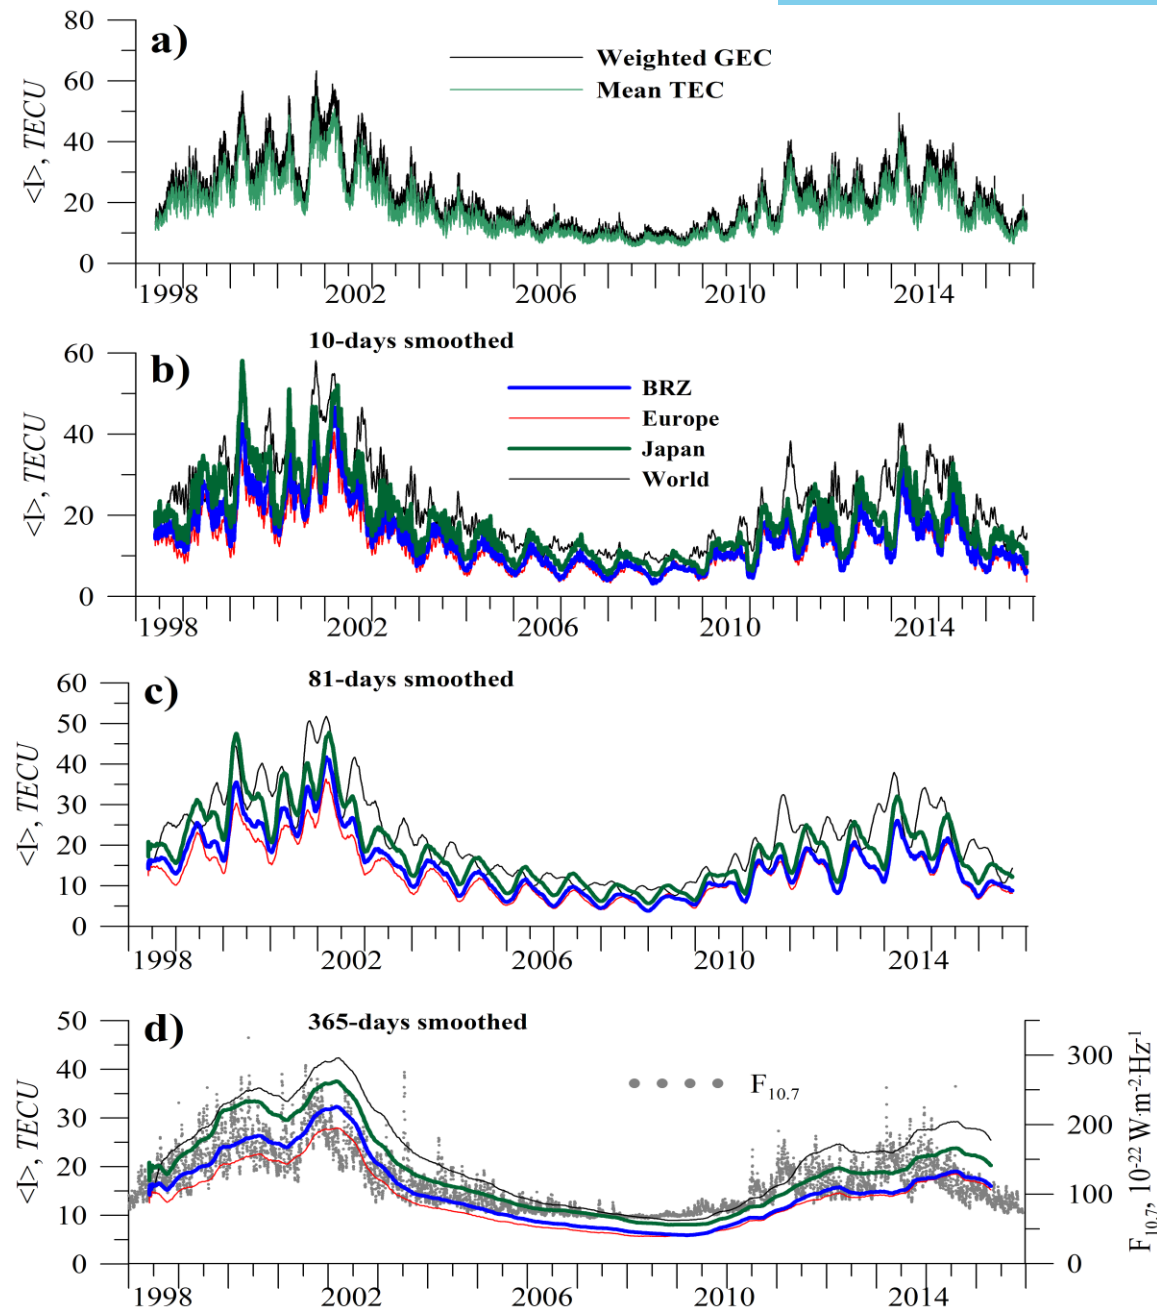 a)
80
60
40
20
0
<I>, TECU
Weighted GEC
Mean TEC
1998 2002 2006 2010 2014
10-days smoothed
b)
60
40
20
0
<I>, TECU
BRZ
Europe
Japan
World
1998 2002 2006 2010 2014
81-days smoothed
c)
60
50
40
30
20
10
0
<I>, TECU
1998 2002 2006 2010 2014
365-days smoothed
d)
50
40
30
20
10
0
<I>, TECU
F10.7
300
200
100
0
F10.7, 10-22 W·m-2·Hz-1
1998 2002 2006 2010 2014